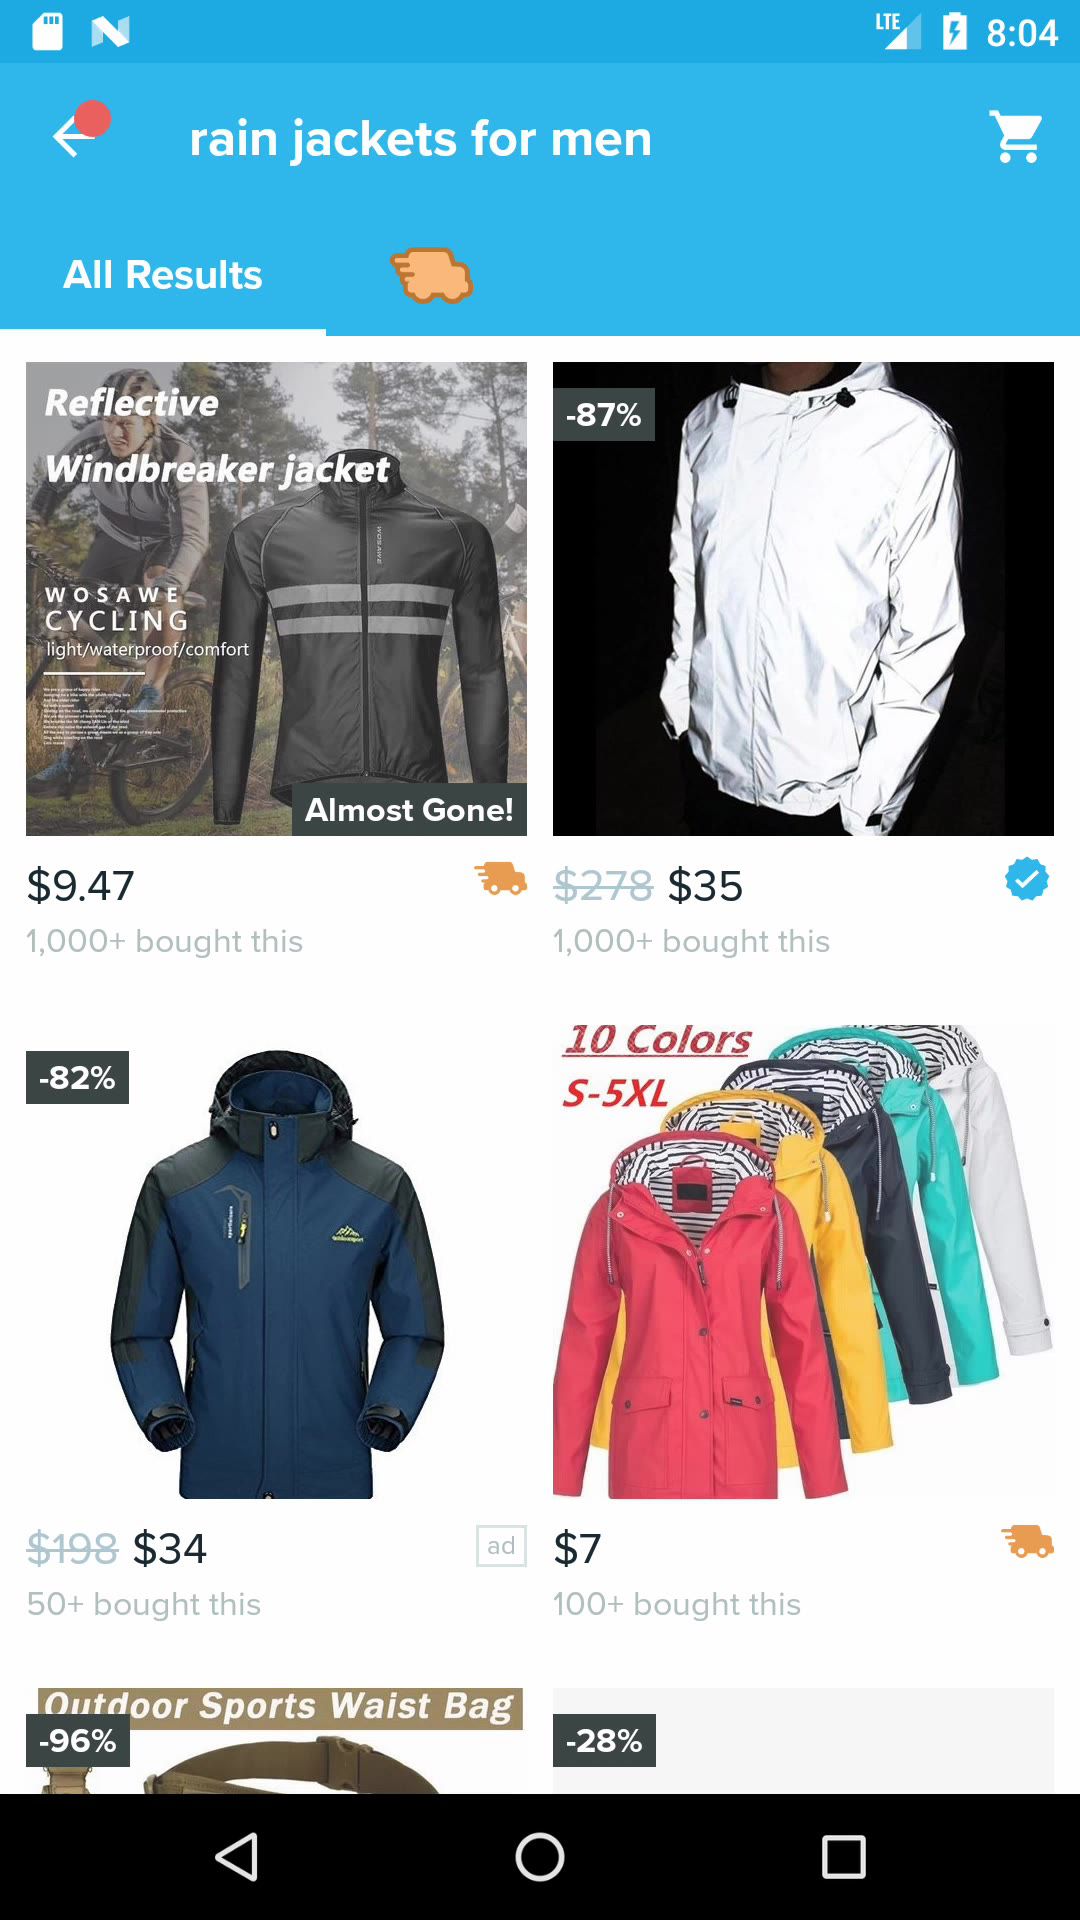 LTE 8:04
rain jackets for men
All Results
Reflective
Windbreaker jacket
WOSAWE
WOSAWE
CYCLING
light/waterproof/comfort
Almost Gone!
-87%
$9.47
1,000+ bought this
$278 $35
1,000+ bought this
-82%
10 Colors
S-5XL
$198 $34
ad
50+ bought this
$7
100+ bought this
Outdoor Sports Waist Bag
-96%
-28%